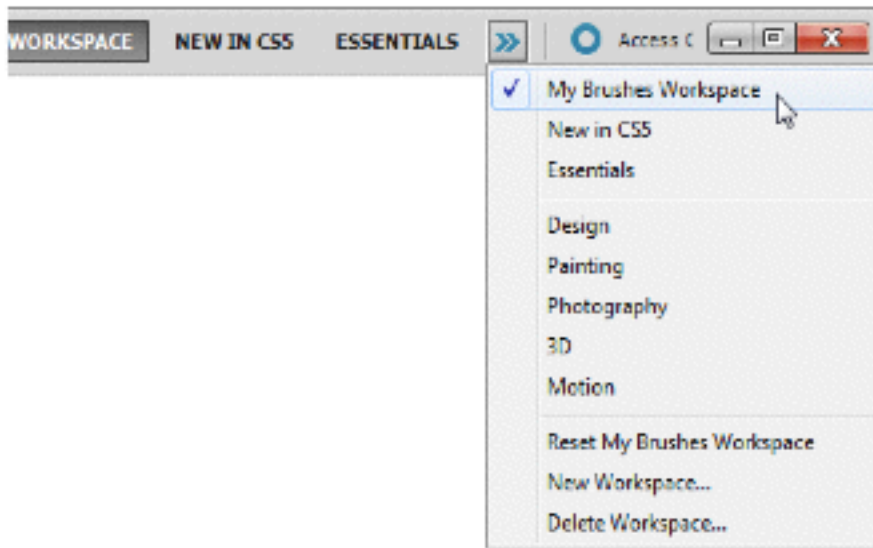 WORKSPACE NEW IN CS5 ESSENTIALS Access C
My Brushes Workspace
New in CS5
Essentials
Design
Painting
Photography
3D
Motion
Reset My Brushes Workspace
New Workspace...
Delete Workspace...